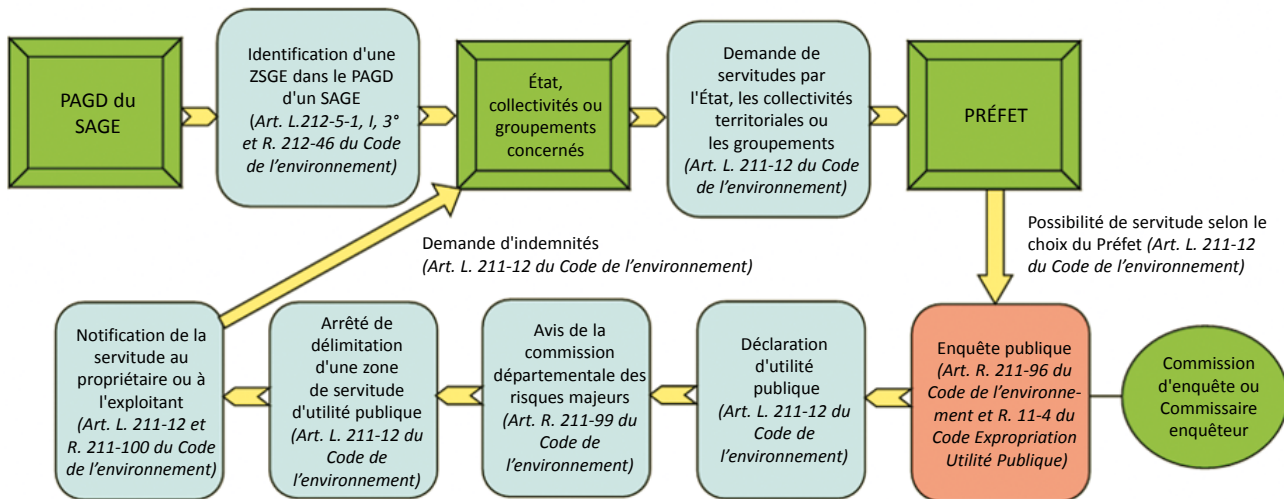 PAGD du
SAGE
Identification d'une
ZSGE dans le PAGD
d'un SAGE
(Art. L.212-5-1, I, 3°
et R. 212-46 du Code
de l'environnement)
État,
collectivités ou
groupements
concernés
Demande de
servitudes par
l'État, les collectivités
territoriales ou
les groupements
(Art. L. 211-12 du Code
de l'environnement)
PRÉFET
Possibilité de servitude selon le
choix du Préfet (Art. L. 211-12
du Code de l'environnement)
Demande d'indemnités
(Art. L. 211-12 du Code de l'environnement)
Notification de la
servitude au
propriétaire ou à
l'exploitant
(Art. L. 211-12 et
R. 211-100 du Code
de l'environnement)
Arrêté de
délimitation
d'une zone
de servitude
d'utilité publique
(Art. L. 211-12 du
Code de
l'environnement)
Avis de la
commission
départementale des
risques majeurs
(Art. R. 211-99 du
Code de
l'environnement)
Déclaration
d'utilité
publique
(Art. L. 211-12 du
Code de
l'environnement)
Enquête publique
(Art. R. 211-96 du
Code de l'environne-
ment et R. 11-4 du
Code Expropriation
Utilité Publique)
Commission
d'enquête ou
Commissaire
enquêteur